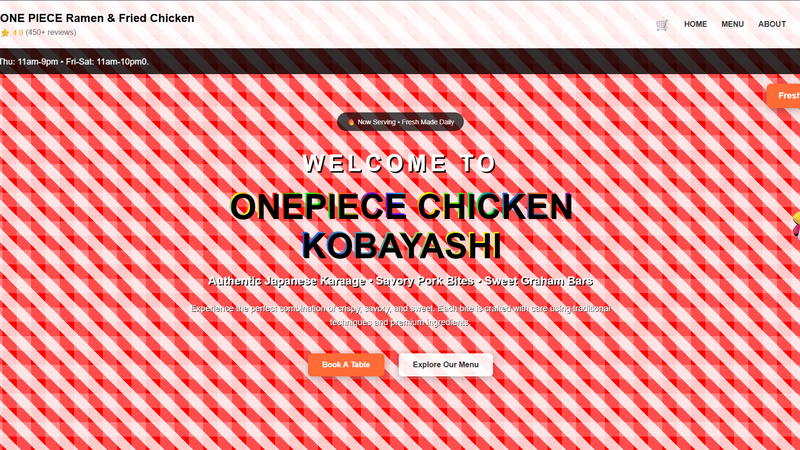 ONE PIECE Ramen & Fried Chicken
4.9 (450+ reviews)
HOME MENU ABOUT
Thu: 11am-9pm • Fri-Sat: 11am-10pm0.
Fresh
Now Serving • Fresh Made Daily
WELCOME TO
ONEPIECE CHICKEN
KOBAYASHI
Authentic Japanese Karaage • Savory Pork Bites • Sweet Graham Bars
Experience the perfect combination of crispy, savory, and sweet. Each bite is crafted with care using traditional
techniques and premium ingredients.
Book A Table
Explore Our Menu